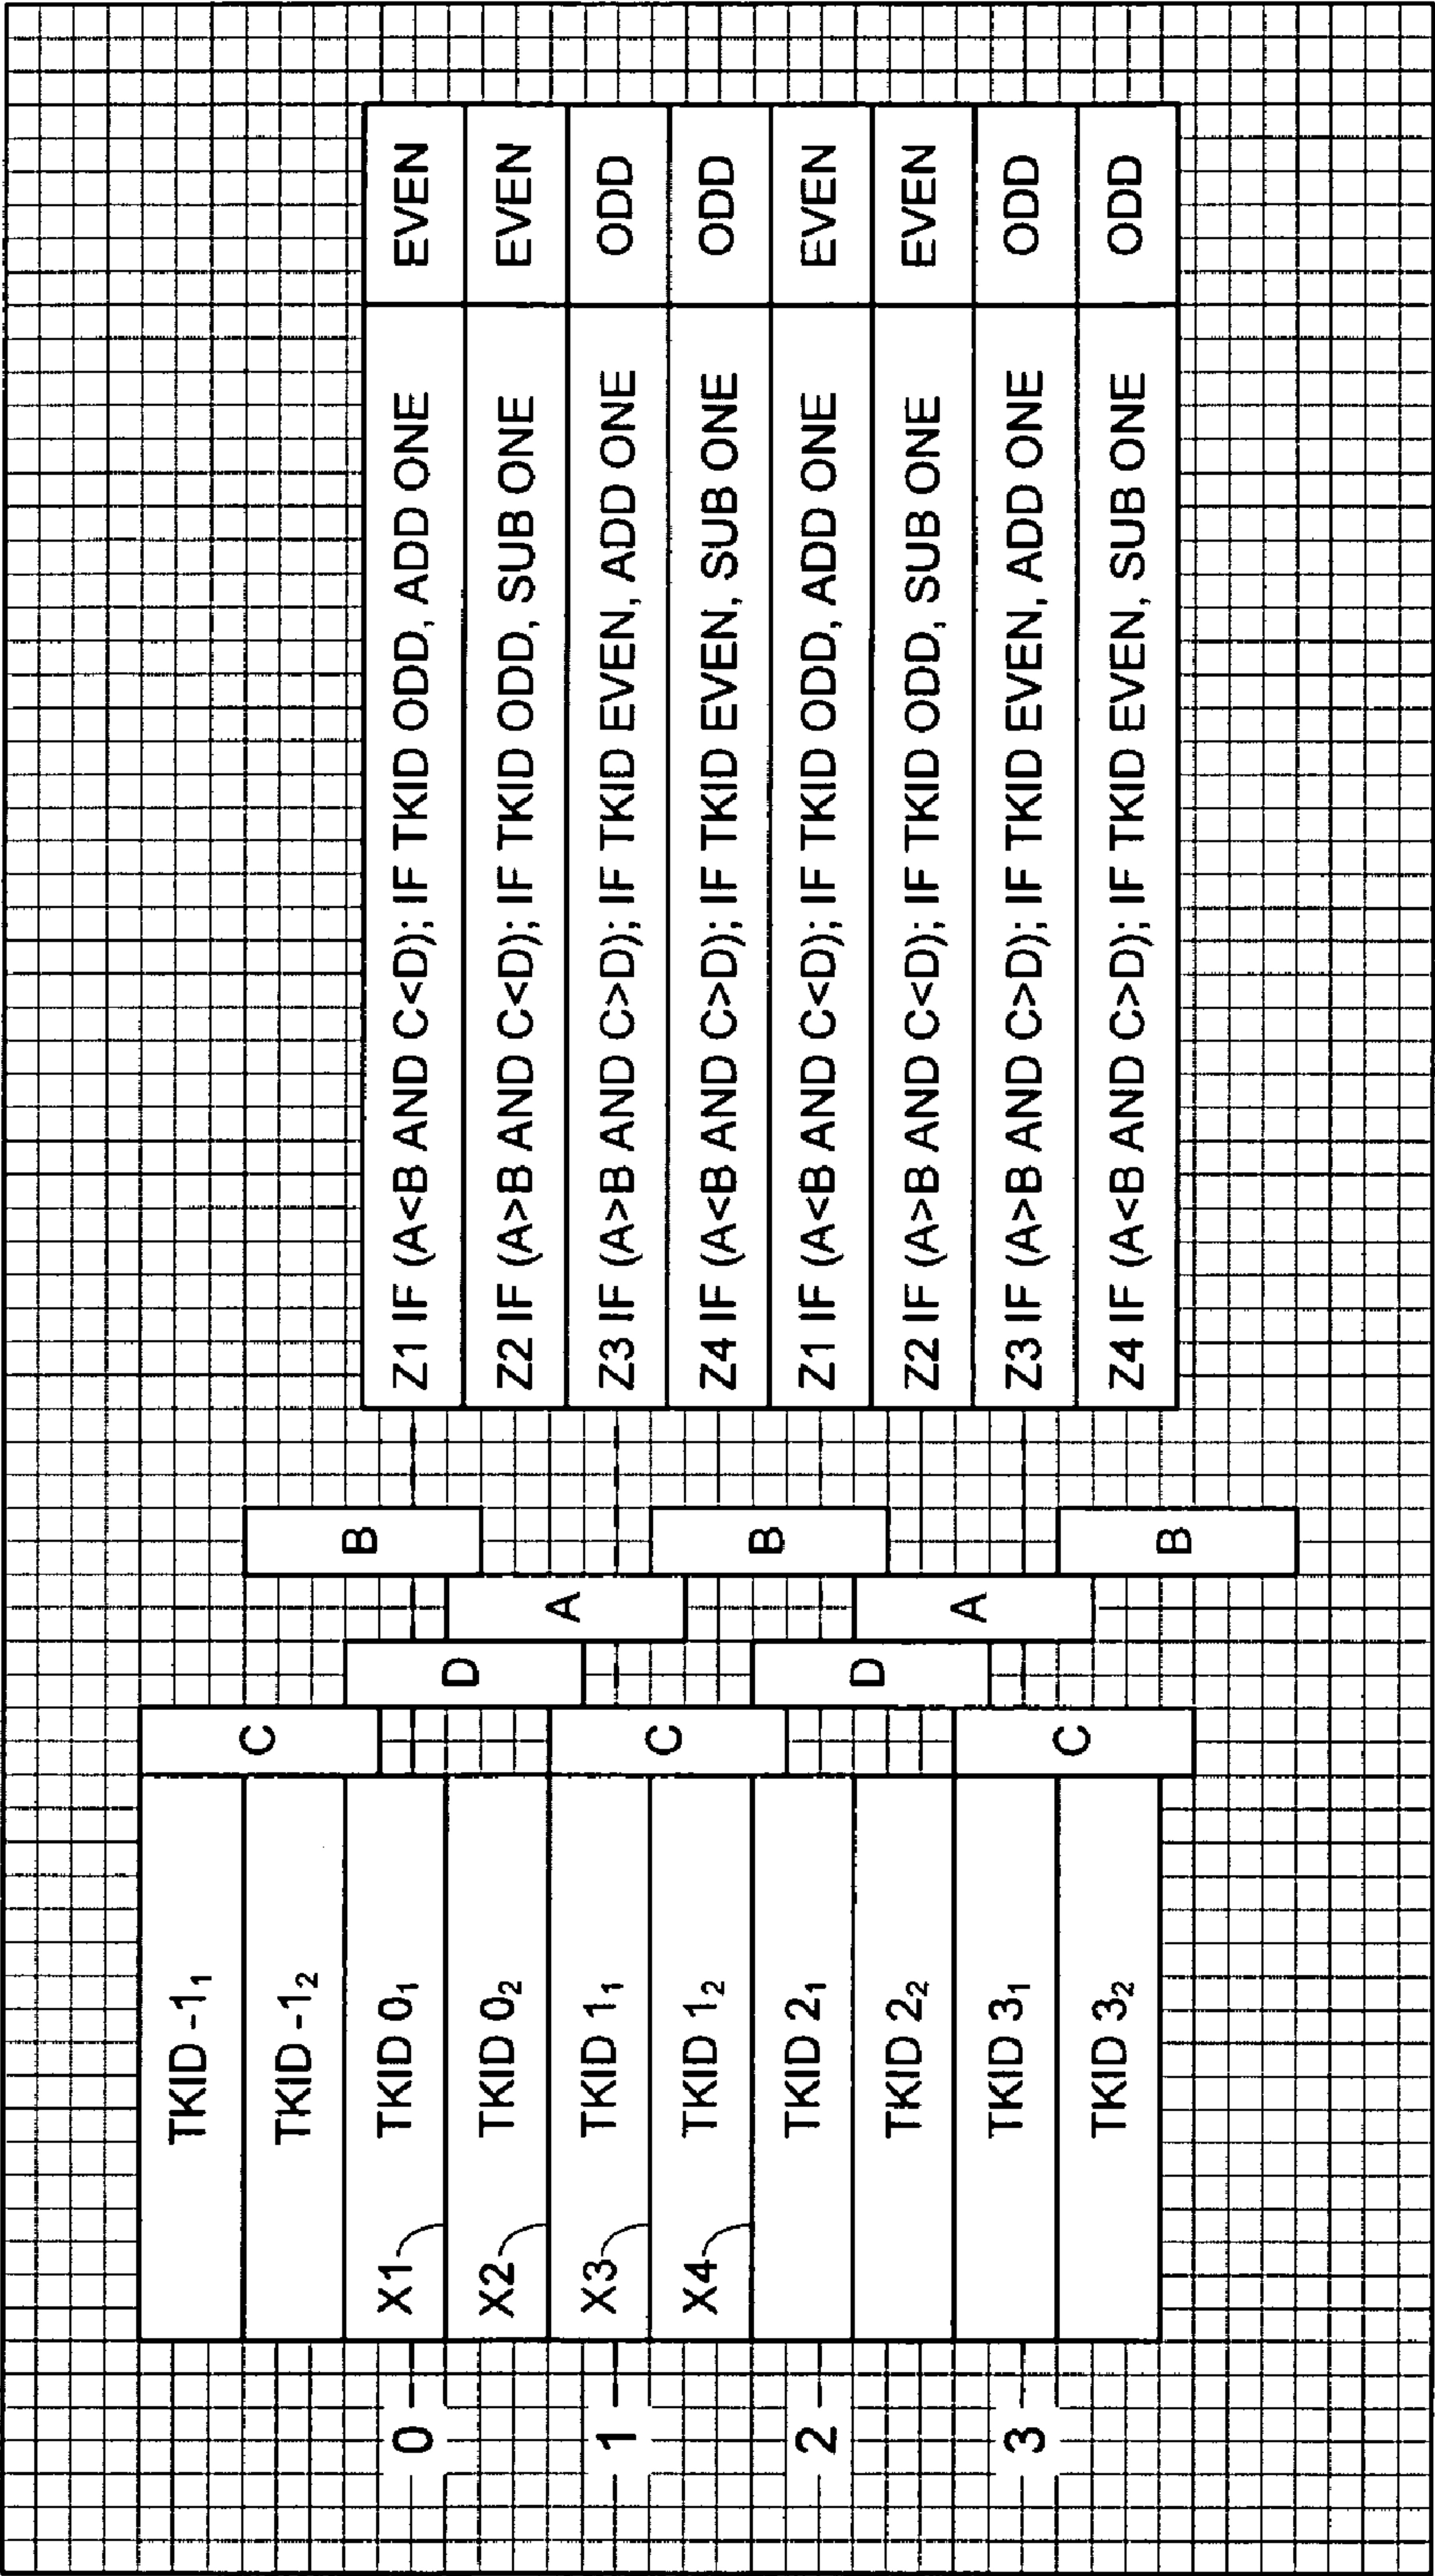 0
1
2
3
X1
X2
X3
X4
TKID -1₁
TKID -1₂
TKID 0₁
TKID 0₂
TKID 1₁
TKID 1₂
TKID 2₁
TKID 2₂
TKID 3₁
TKID 3₂
C
C
C
D
D
A
A
B
B
B
Z1 IF (A<B AND C<D); IF TKID ODD, ADD ONE EVEN
Z2 IF (A>B AND C<D); IF TKID ODD, SUB ONE EVEN
Z3 IF (A>B AND C>D); IF TKID EVEN, ADD ONE ODD
Z4 IF (A<B AND C>D); IF TKID EVEN, SUB ONE ODD
Z1 IF (A<B AND C<D); IF TKID ODD, ADD ONE EVEN
Z2 IF (A>B AND C<D); IF TKID ODD, SUB ONE EVEN
Z3 IF (A>B AND C>D); IF TKID EVEN, ADD ONE ODD
Z4 IF (A<B AND C>D); IF TKID EVEN, SUB ONE ODD